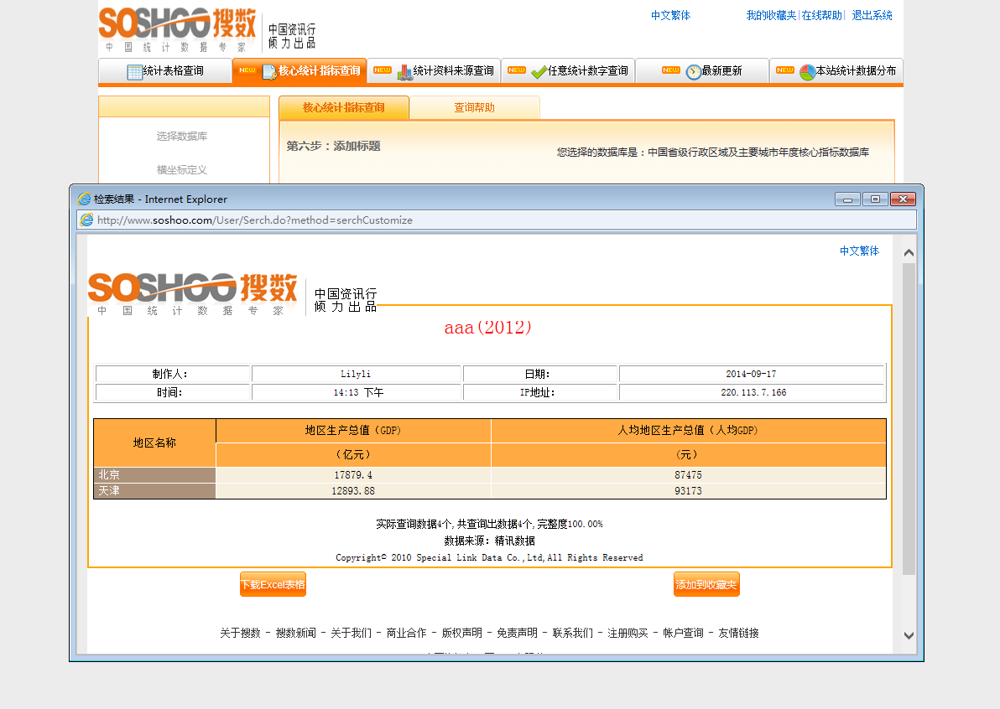 SOSHOO搜数
中国统计数据专家
中国资讯行
倾力出品
中文繁体 我的收藏夹|在线帮助| 退出系统
统计表格查询 NEW 核心统计指标查询 NEW 统计资料来源查询 NEW 任意统计数字查询 NEW 最新更新 NEW 本站统计数据分布
核心统计指标查询 查询帮助
选择数据库
横坐标定义
第六步：添加标题
您选择的数据库是：中国省级行政区域及主要城市年度核心指标数据库
检索结果 - Internet Explorer
http://www.soshoo.com/User/Serch.do?method=serchCustomize
中文繁体
SOSHOO搜数
中国统计数据专家
中国资讯行
倾力出品
aaa(2012)
制作人： Lilyli 日期： 2014-09-17
时间： 14:13 下午 IP地址： 220.113.7.166
地区名称 地区生产总值（GDP） 人均地区生产总值（人均GDP）
（亿元） （元）
北京 17879.4 87475
天津 12893.88 93173
实际查询数据4个,共查询出数据4个,完整度100.00%
数据来源：精讯数据
Copyright© 2010 Special Link Data Co.,Ltd,All Rights Reserved
下载Excel表格 添加到收藏夹
关于搜数 - 搜数新闻 - 关于我们 - 商业合作 - 版权声明 - 免责声明 - 联系我们 - 注册购买 - 帐户查询 - 友情链接